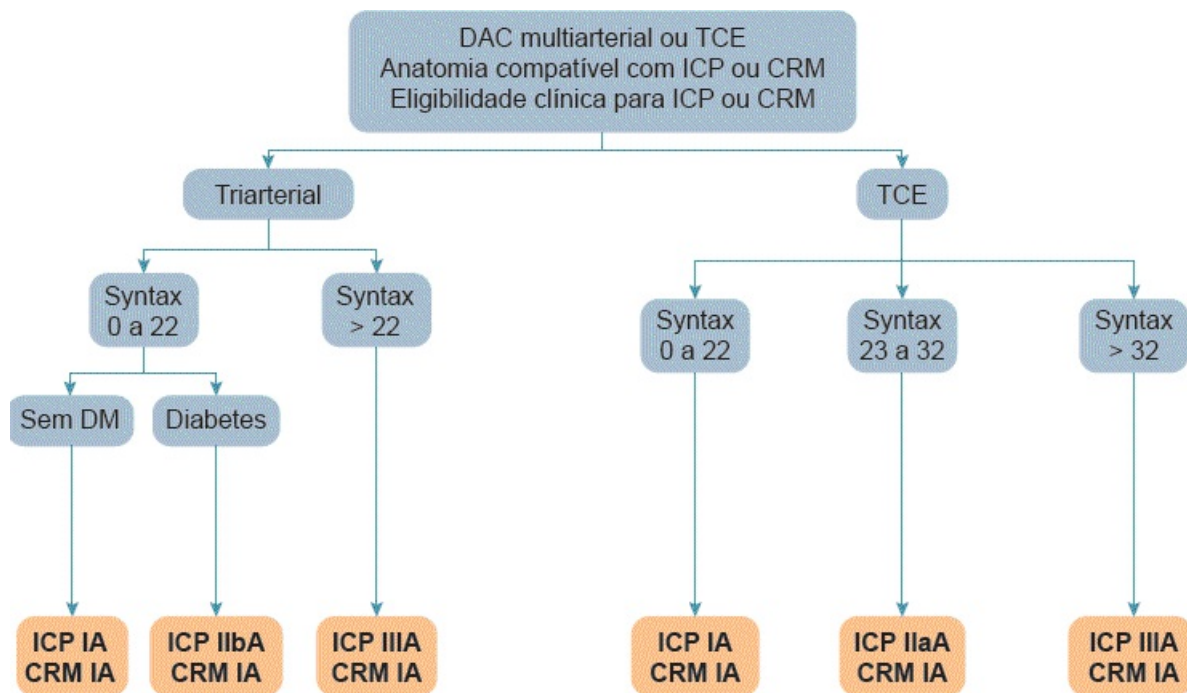 DAC multiarterial ou TCE
Anatomia compatível com ICP ou CRM
Eligibilidade clínica para ICP ou CRM
Triarterial
TCE
Syntax
0 a 22
Syntax
> 22
Syntax
0 a 22
Syntax
23 a 32
Syntax
> 32
Sem DM
Diabetes
ICP IA
CRM IA
ICP IIbA
CRM IA
ICP IIIA
CRM IA
ICP IA
CRM IA
ICP IIaA
CRM IA
ICP IIIA
CRM IA